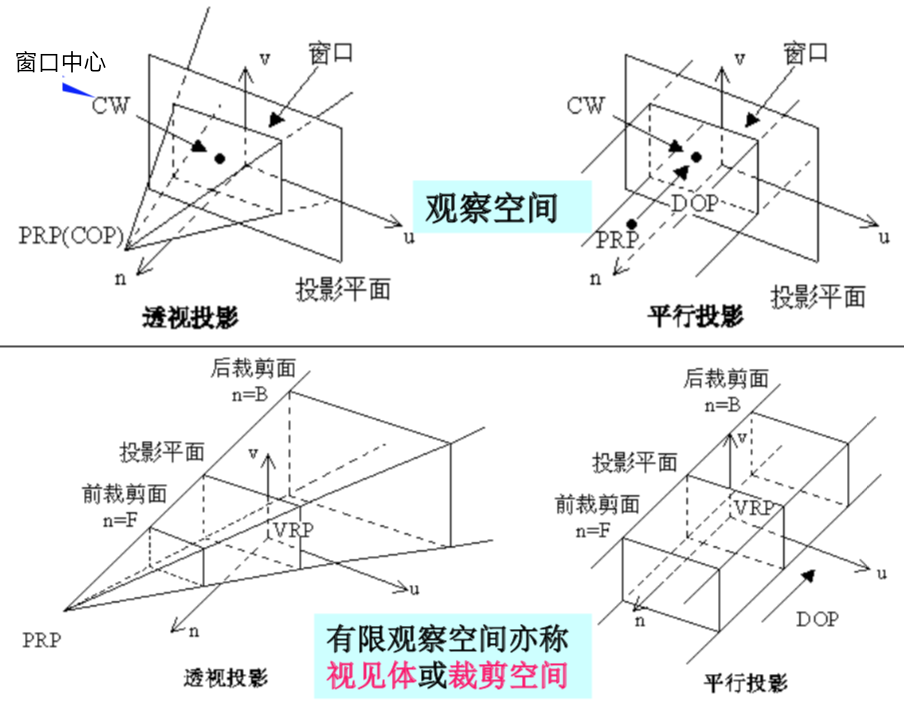 窗口中心
CW
v
窗口
PRP(COP)
n
u
投影平面
透视投影
观察空间
CW
v
窗口
DOP
PRP
n
u
投影平面
平行投影
后裁剪面
n=B
投影平面
前裁剪面
n=F
v
VRP
u
n
PRP
透视投影
有限观察空间亦称
视见体或裁剪空间
后裁剪面
n=B
投影平面
前裁剪面
n=F
v
VRP
u
n
DOP
平行投影